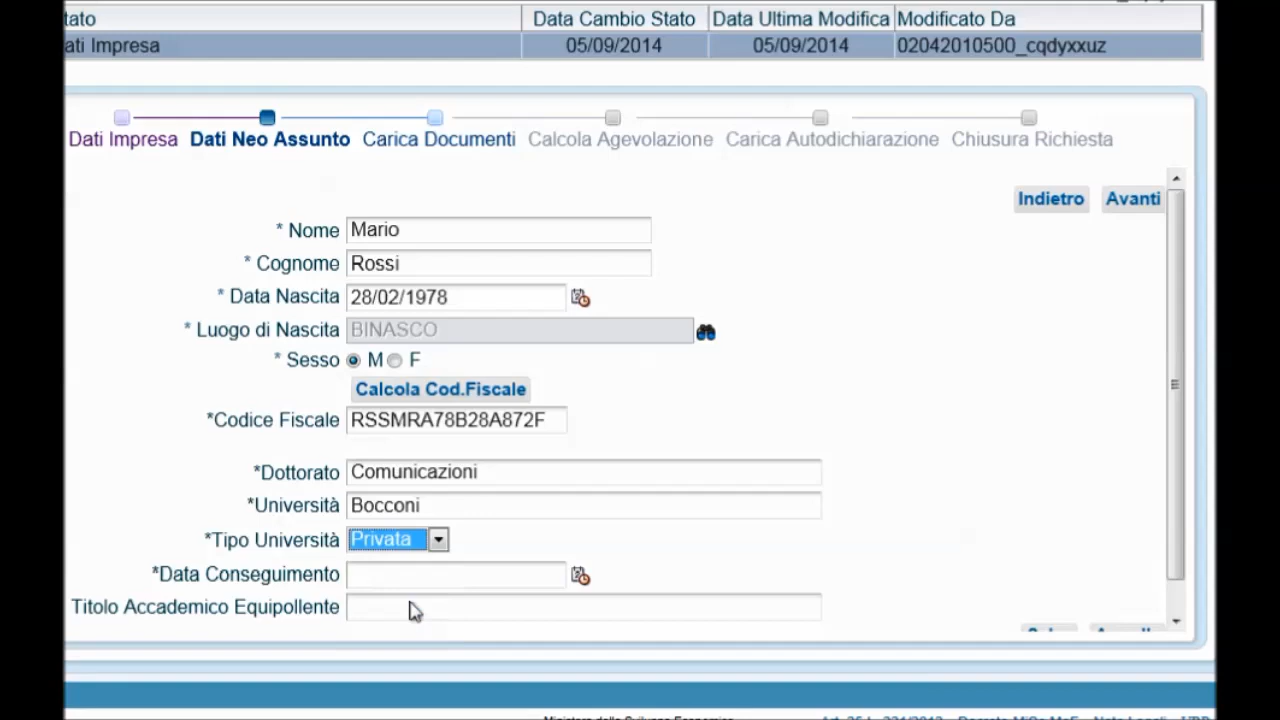 tato Data Cambio Stato Data Ultima Modifica Modificato Da
ati Impresa 05/09/2014 05/09/2014 02042010500_cqdyxxuz
Dati Impresa Dati Neo Assunto Carica Documenti Calcola Agevolazione Carica Autodichiarazione Chiusura Richiesta
Indietro Avanti
* Nome Mario
* Cognome Rossi
* Data Nascita 28/02/1978
* Luogo di Nascita BINASCO
* Sesso M F
Calcola Cod.Fiscale
*Codice Fiscale RSSMRA78B28A872F
*Dottorato Comunicazioni
*Università Bocconi
*Tipo Università Privata
*Data Conseguimento
Titolo Accademico Equipollente